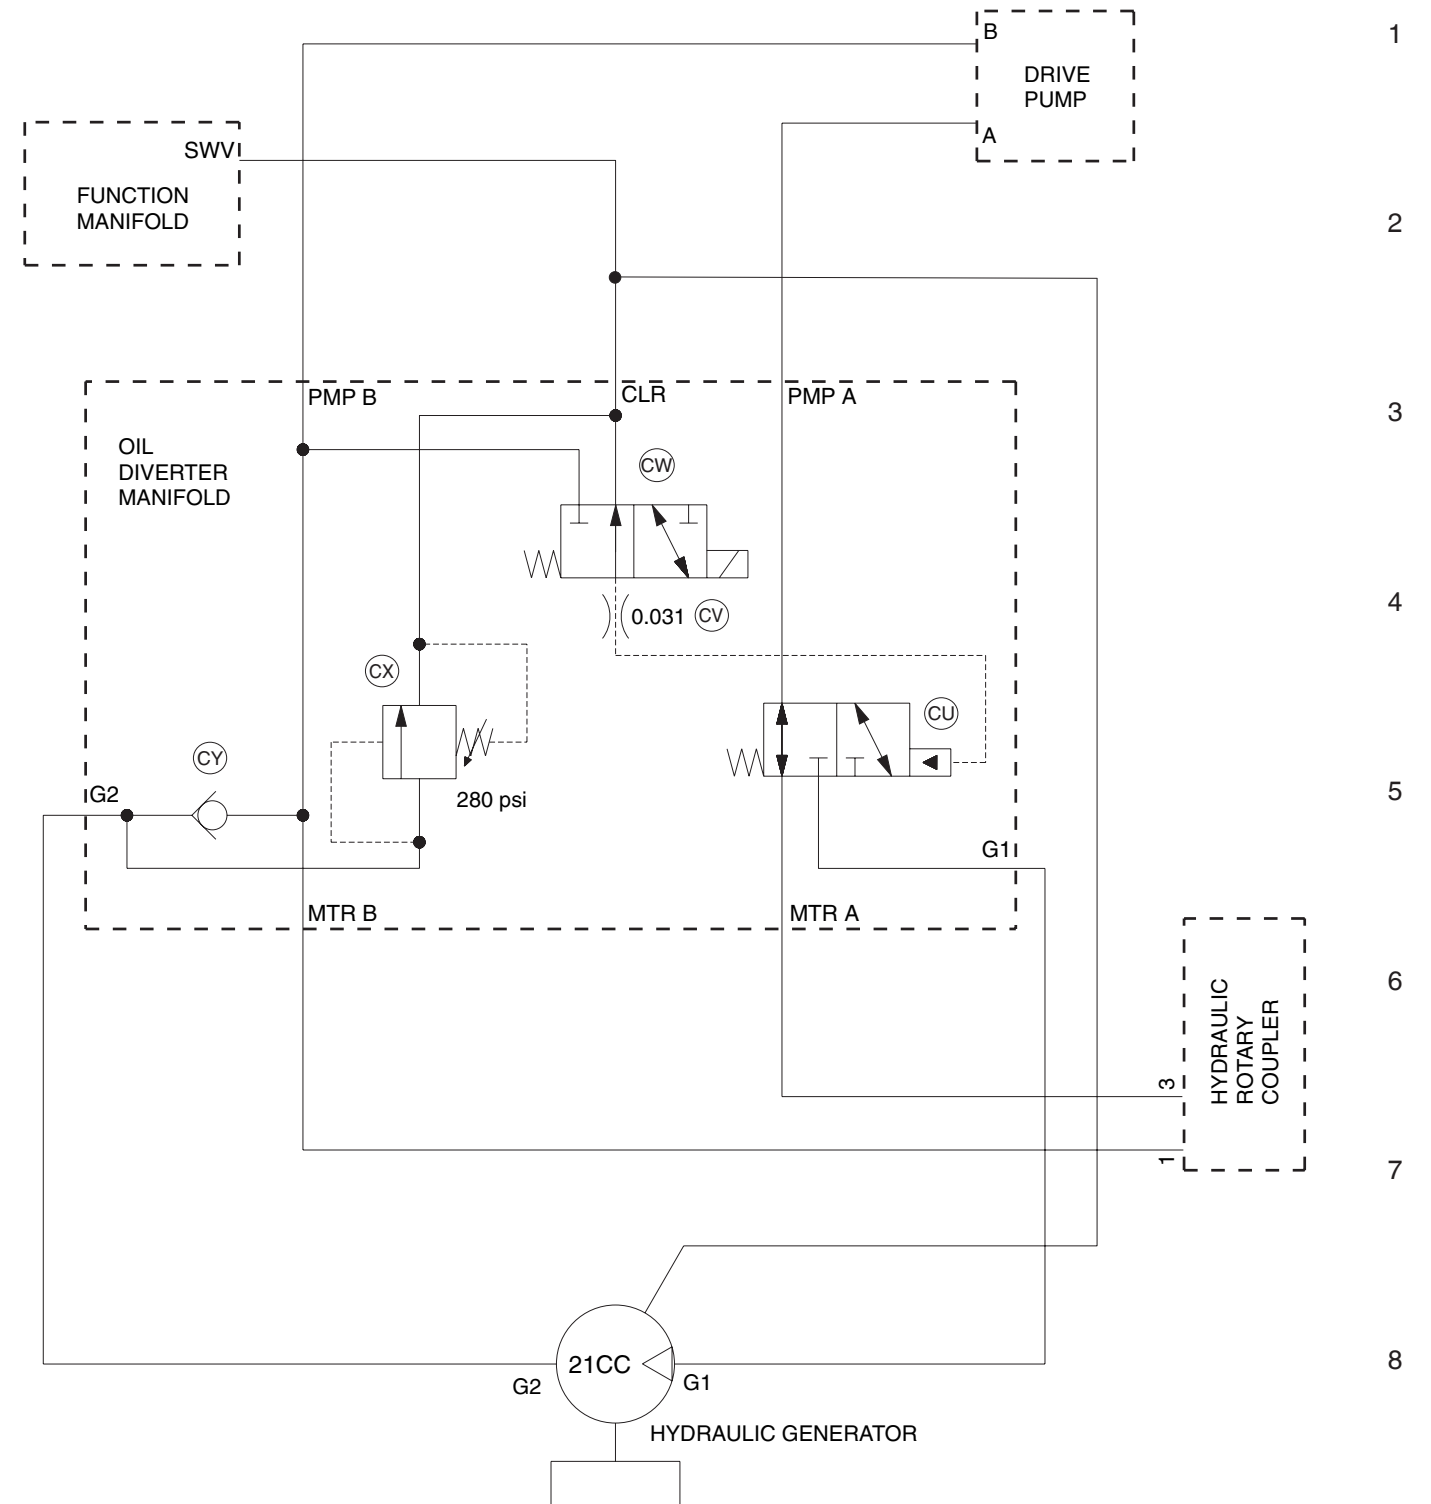 B
1
DRIVE
PUMP
A
SWV
FUNCTION
MANIFOLD
2
PMP B
CLR
PMP A
3
OIL
DIVERTER
MANIFOLD
CW
4
0.031
CV
CX
CU
CY
G2
280 psi
5
G1
MTR B
MTR A
6
HYDRAULIC
ROTARY
COUPLER
3
1
7
21CC
8
G2
G1
HYDRAULIC GENERATOR